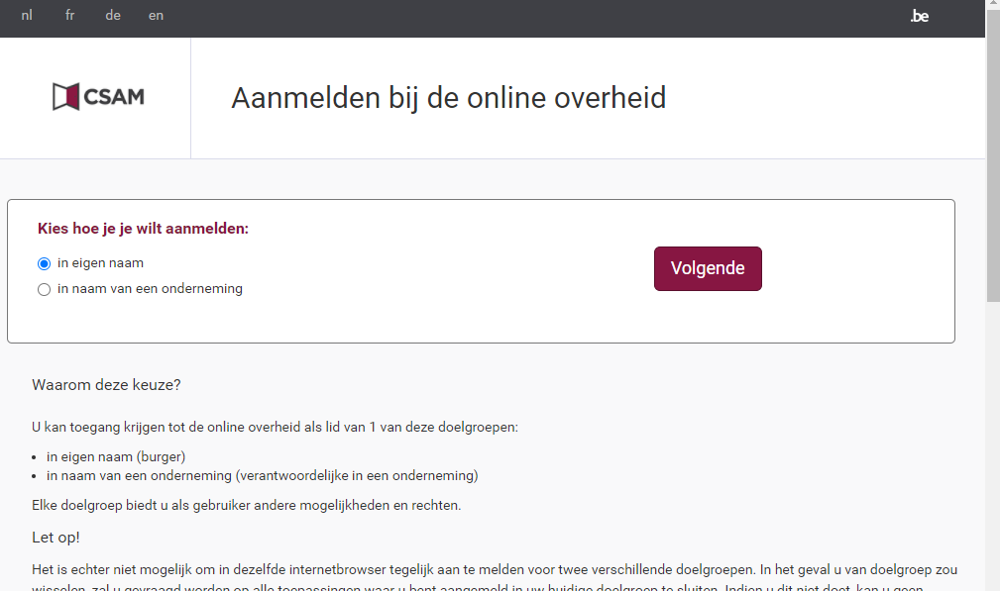 nl fr de en .be
CSAM
Aanmelden bij de online overheid
Kies hoe je je wilt aanmelden:
in eigen naam
in naam van een onderneming
Volgende
Waarom deze keuze?
U kan toegang krijgen tot de online overheid als lid van 1 van deze doelgroepen:
• in eigen naam (burger)
• in naam van een onderneming (verantwoordelijke in een onderneming)
Elke doelgroep biedt u als gebruiker andere mogelijkheden en rechten.
Let op!
Het is echter niet mogelijk om in dezelfde internetbrowser tegelijk aan te melden voor twee verschillende doelgroepen. In het geval u van doelgroep zou
wisselen, zal u gevraagd worden op alle toepassingen waar u bent aangemeld in uw huidige doelgroep te sluiten. Indien u dit niet doet, kan u geen